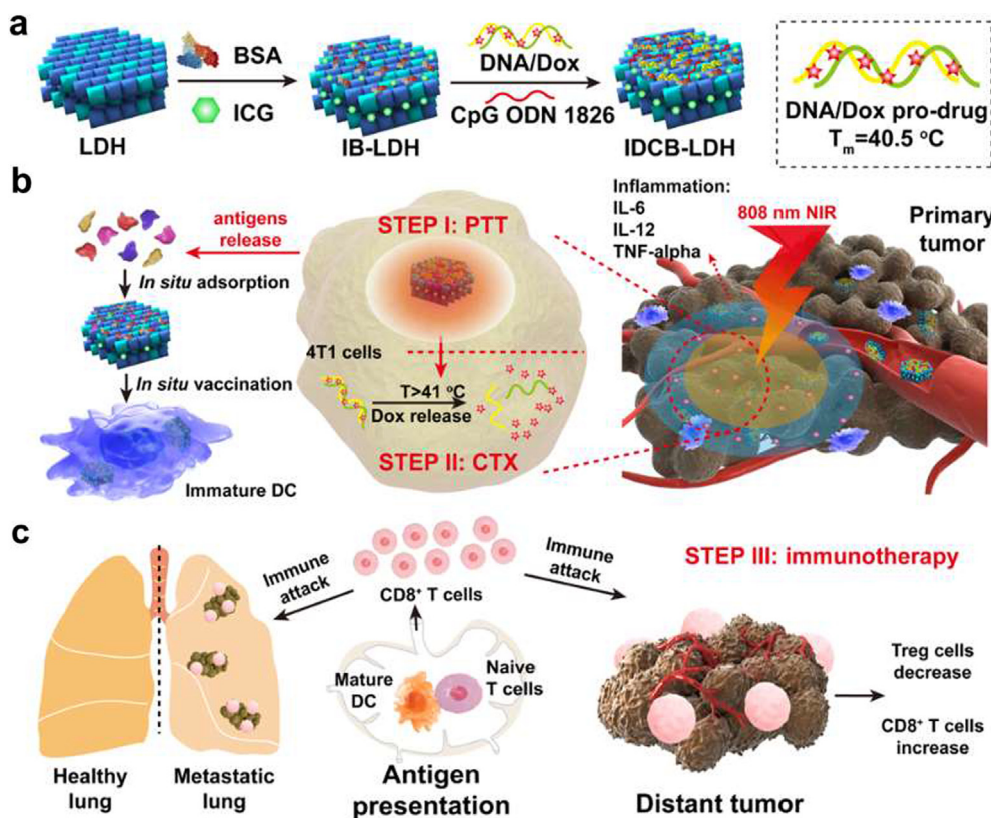 a
BSA
ICG
LDH
IB-LDH
DNA/Dox
CpG ODN 1826
IDCB-LDH
DNA/Dox pro-drug
Tm=40.5 °C
b
antigens
release
In situ adsorption
In situ vaccination
Immature DC
STEP I: PTT
4T1 cells
T>41 °C
Dox release
STEP II: CTX
Inflammation:
IL-6
IL-12
TNF-alpha
808 nm NIR
Primary
tumor
c
Immune
attack
CD8+ T cells
Immune
attack
Mature
DC
Naive
T cells
Healthy
lung
Metastatic
lung
Antigen
presentation
STEP III: immunotherapy
Distant tumor
Treg cells
decrease
CD8+ T cells
increase